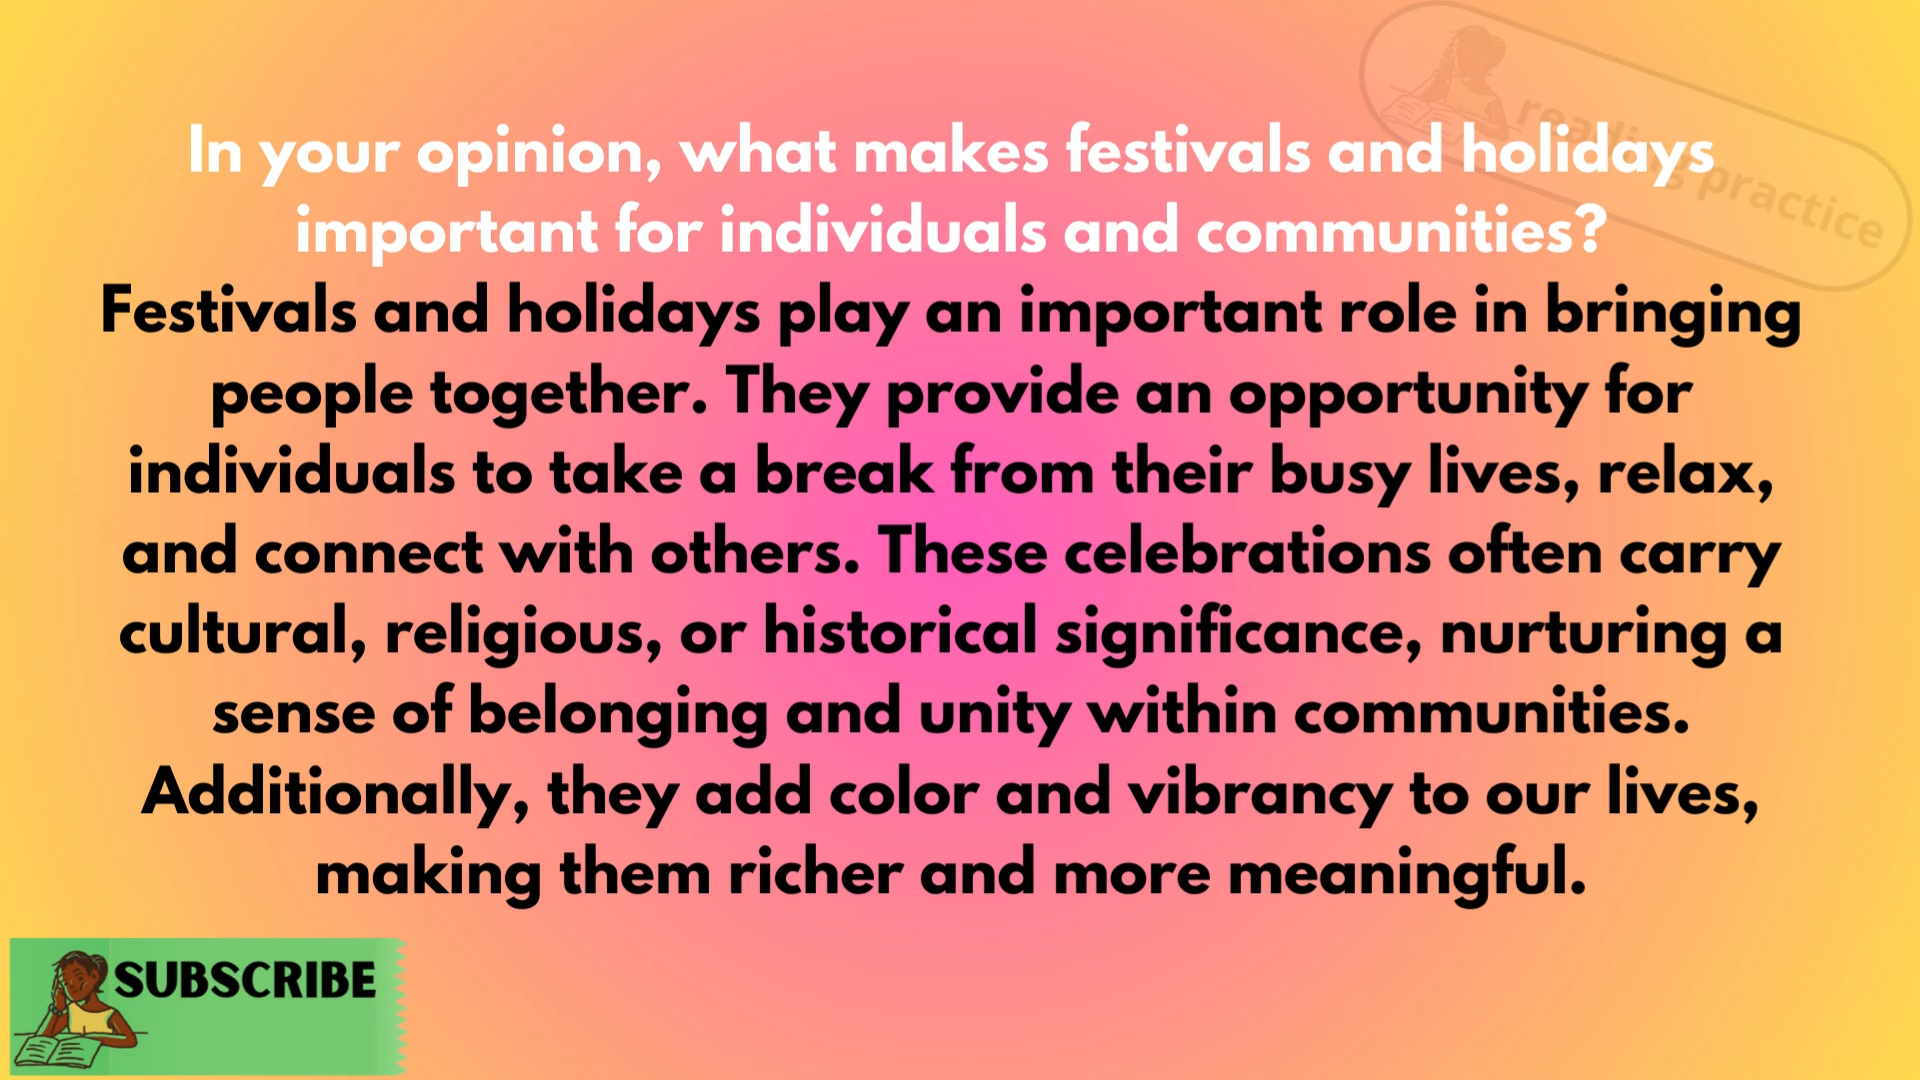 reading practice
In your opinion, what makes festivals and holidays
important for individuals and communities?
Festivals and holidays play an important role in bringing
people together. They provide an opportunity for
individuals to take a break from their busy lives, relax,
and connect with others. These celebrations often carry
cultural, religious, or historical significance, nurturing a
sense of belonging and unity within communities.
Additionally, they add color and vibrancy to our lives,
making them richer and more meaningful.
SUBSCRIBE